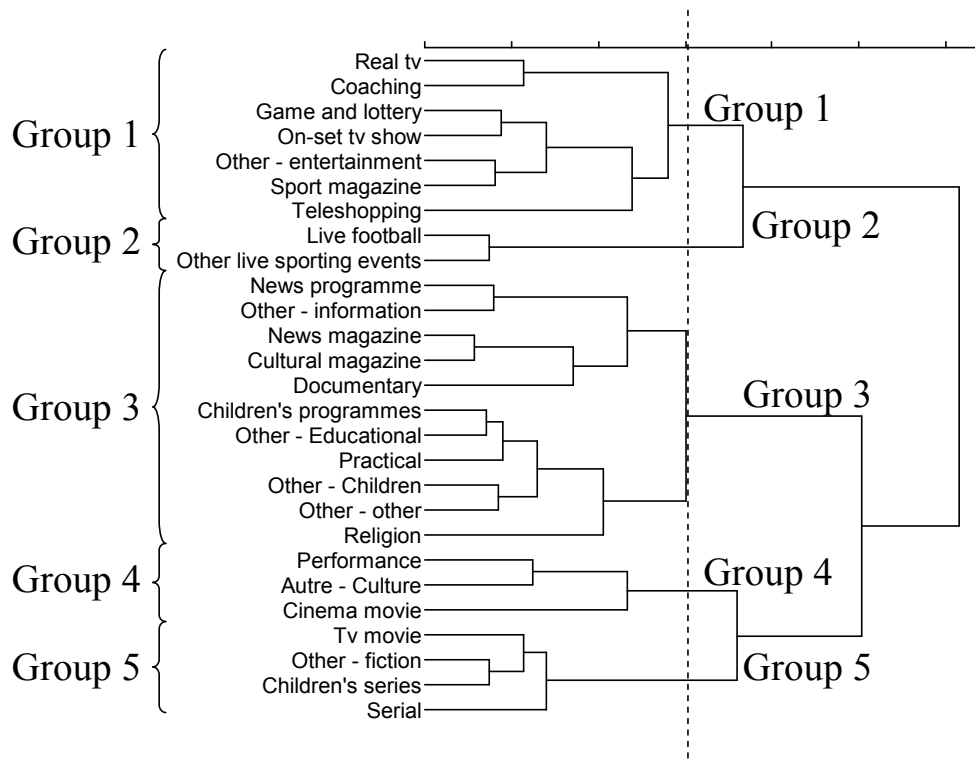 Real tv
Coaching
Game and lottery
On-set tv show
Other - entertainment
Sport magazine
Teleshopping
Live football
Other live sporting events
News programme
Other - information
News magazine
Cultural magazine
Documentary
Children's programmes
Other - Educational
Practical
Other - Children
Other - other
Religion
Performance
Autre - Culture
Cinema movie
Tv movie
Other - fiction
Children's series
Serial
Group 1
Group 2
Group 3
Group 4
Group 5
Group 1
Group 2
Group 3
Group 4
Group 5